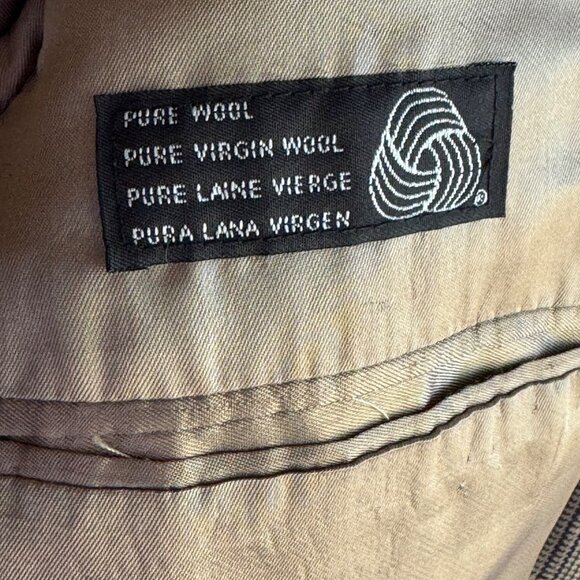 PURE WOOL
PURE VIRGIN WOOL
PURE LAINE VIERGE
PURA LANA VIRGEN
®